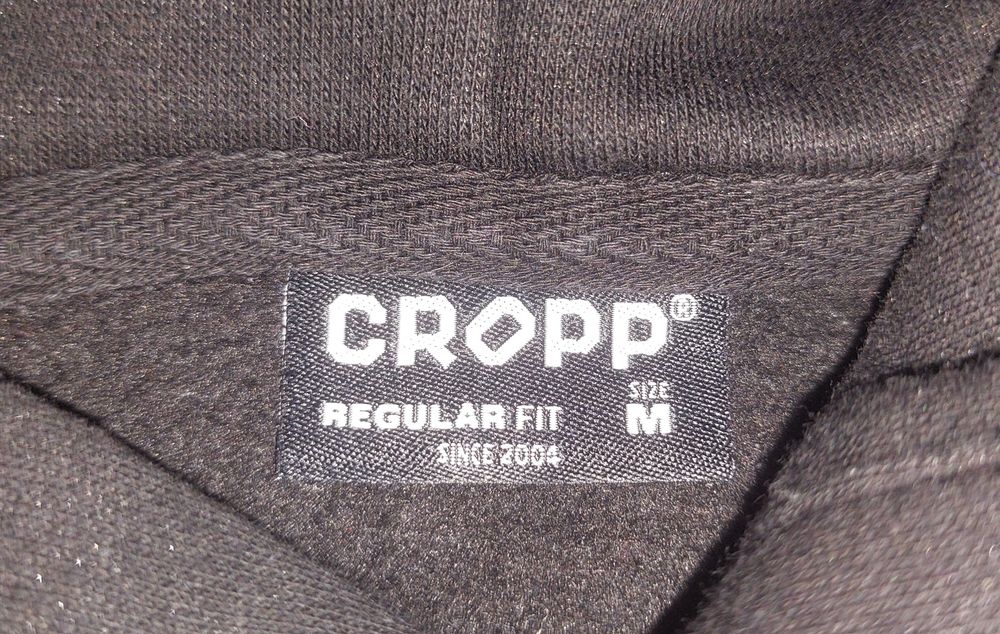 CROPP®
REGULAR FIT
SIZE
M
SINCE 2004